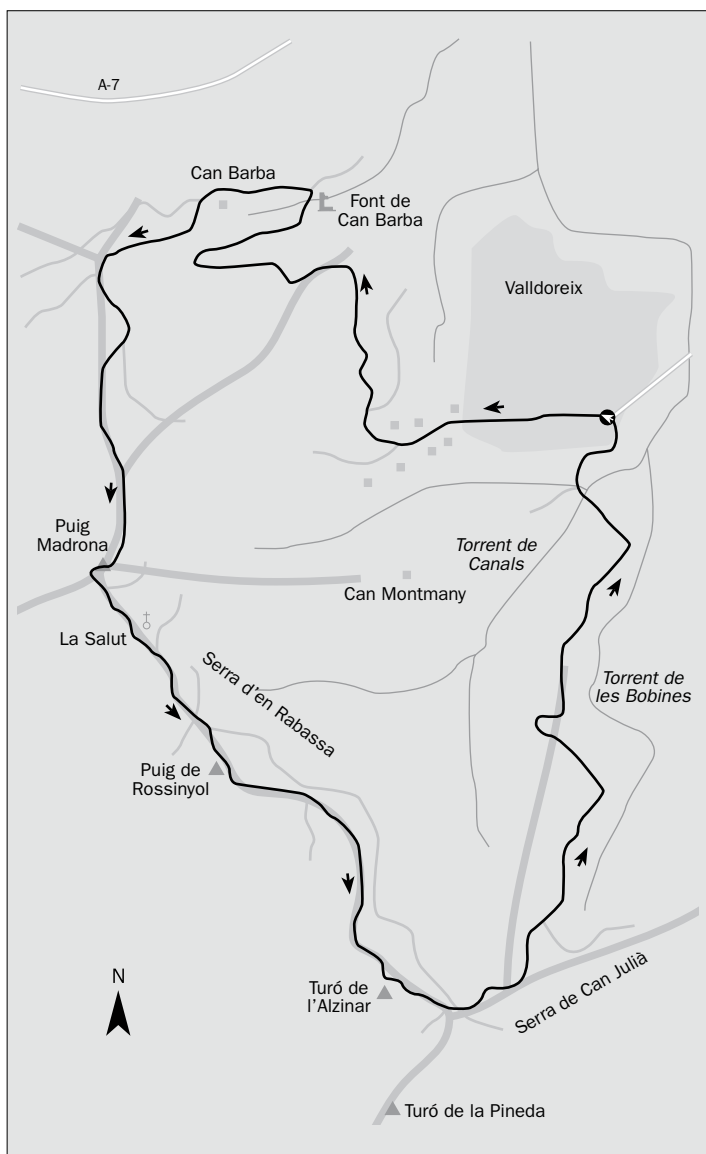 A-7
Can Barba
Font de
Can Barba
Valldoreix
Puig
Madrona
Torrent de
Canals
Can Montmany
La Salut
Serra d'en Rabassa
Torrent de
les Bobines
Puig de
Rossinyol
N
Turó de
l'Alzinar
Serra de Can Julià
Turó de la Pineda